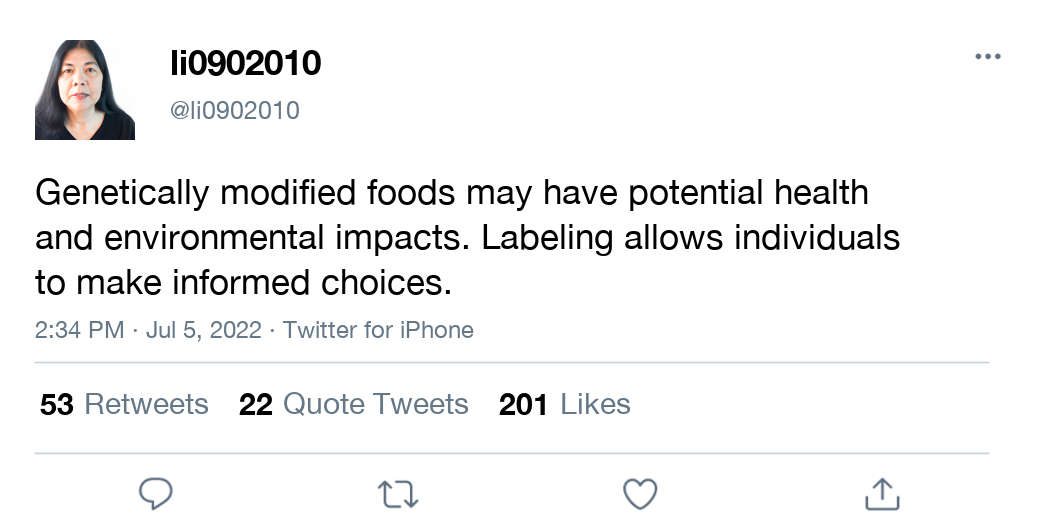 li0902010
@li0902010
Genetically modified foods may have potential health
and environmental impacts. Labeling allows individuals
to make informed choices.
2:34 PM · Jul 5, 2022 · Twitter for iPhone
53 Retweets 22 Quote Tweets 201 Likes